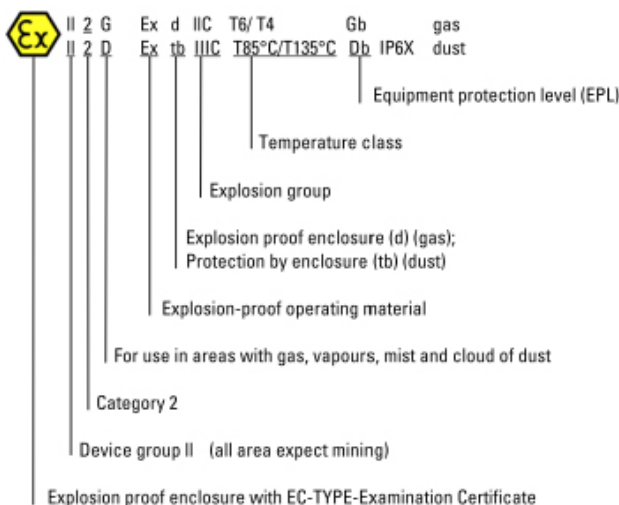 Ex II 2 G Ex d IIC T6/ T4 Gb gas
II 2 D Ex tb IIIC T85°C/T135°C Db IP6X dust
Equipment protection level (EPL)
Temperature class
Explosion group
Explosion proof enclosure (d) (gas);
Protection by enclosure (tb) (dust)
Explosion-proof operating material
For use in areas with gas, vapours, mist and cloud of dust
Category 2
Device group II (all area expect mining)
Explosion proof enclosure with EC-TYPE-Examination Certificate